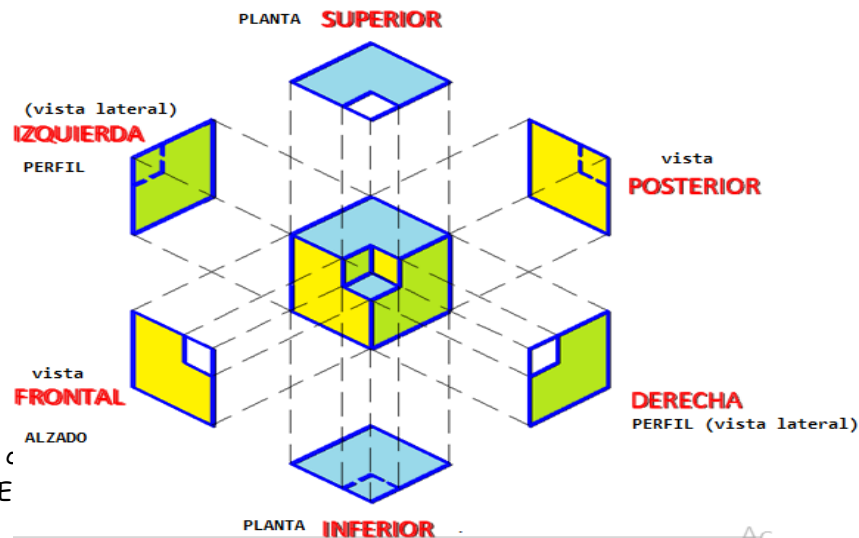 PLANTA SUPERIOR
(vista lateral)
IZQUIERDA
PERFIL
vista
POSTERIOR
vista
FRONTAL
ALZADO
DERECHA
PERFIL (vista lateral)
E
PLANTA INFERIOR